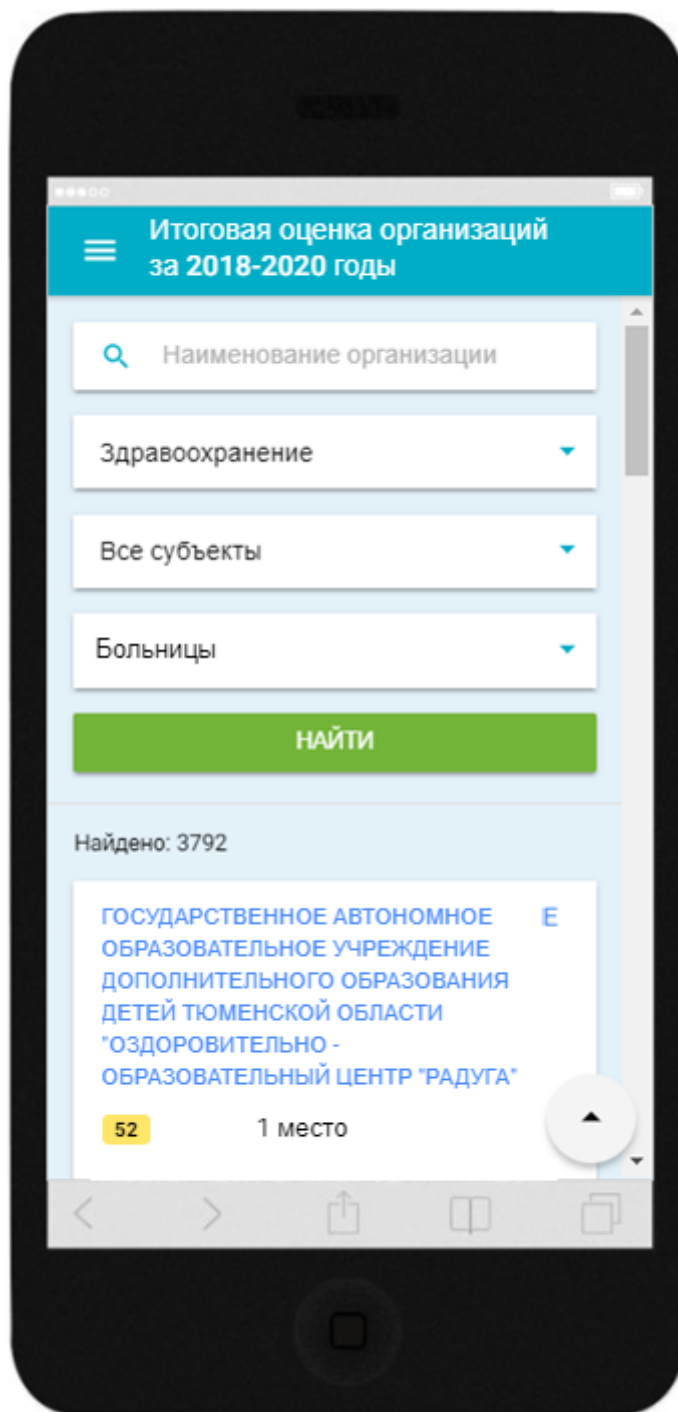 Итоговая оценка организаций
за 2018-2020 годы
Наименование организации
Здравоохранение
Все субъекты
Больницы
НАЙТИ
Найдено: 3792
ГОСУДАРСТВЕННОЕ АВТОНОМНОЕ Е
ОБРАЗОВАТЕЛЬНОЕ УЧРЕЖДЕНИЕ
ДОПОЛНИТЕЛЬНОГО ОБРАЗОВАНИЯ
ДЕТЕЙ ТЮМЕНСКОЙ ОБЛАСТИ
"ОЗДОРОВИТЕЛЬНО -
ОБРАЗОВАТЕЛЬНЫЙ ЦЕНТР "РАДУГА"
52 1 место